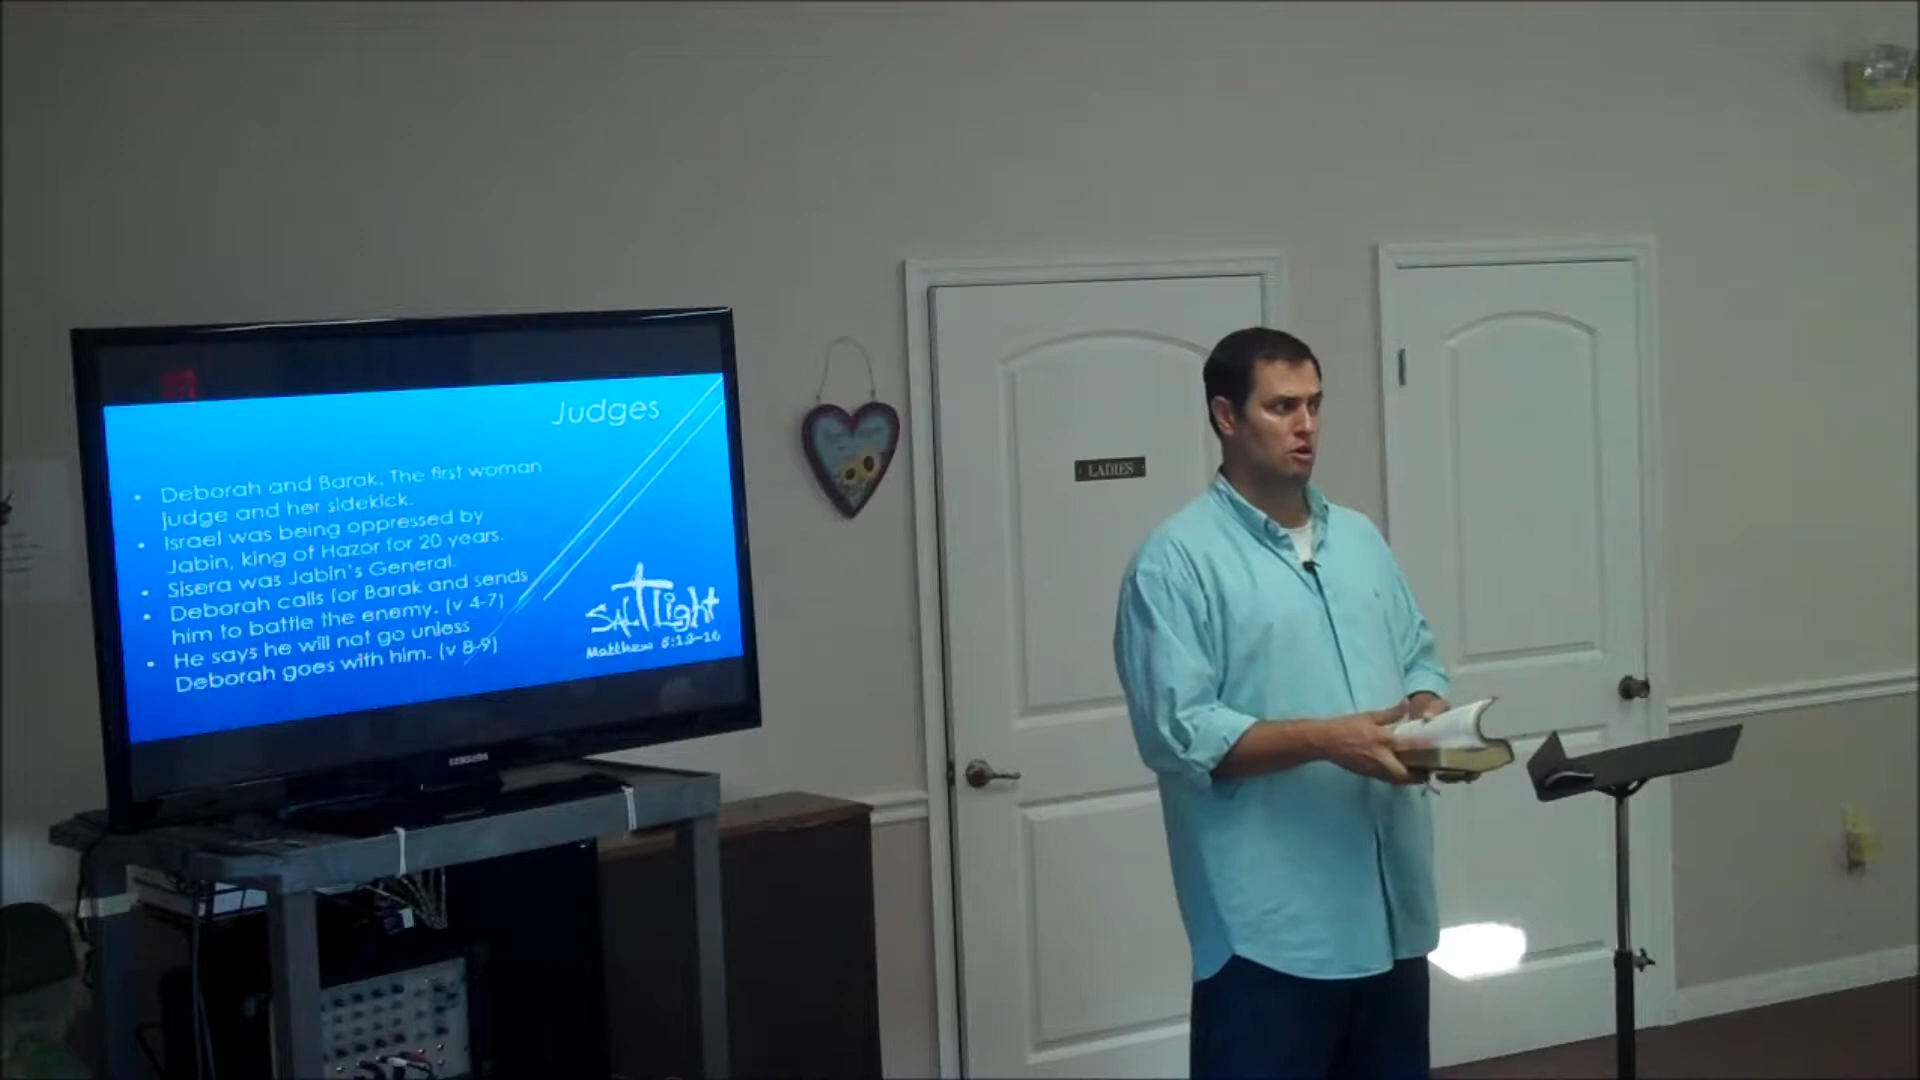 Judges
• Deborah and Barak. The first woman
judge and her sidekick.
• Israel was being oppressed by
Jabin, king of Hazor for 20 years.
• Sisera was Jabin's General.
• Deborah calls for Barak and sends
him to battle the enemy. (v 4-7)
• He says he will not go unless
Deborah goes with him. (v 8-9)
SALT Light
Matthew 5:13-16
SAMSUNG
LADIES